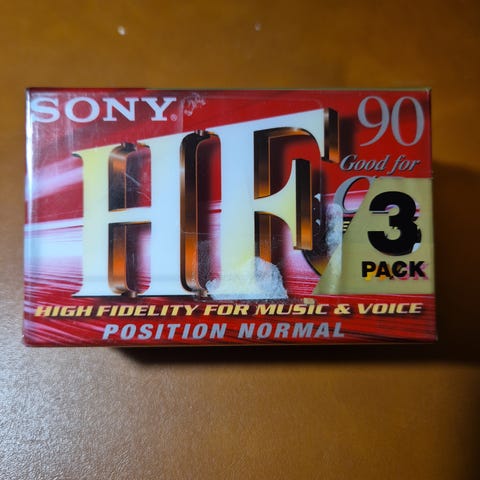 SONY®
HF
90
Good for
3
PACK
HIGH FIDELITY FOR MUSIC & VOICE
POSITION NORMAL